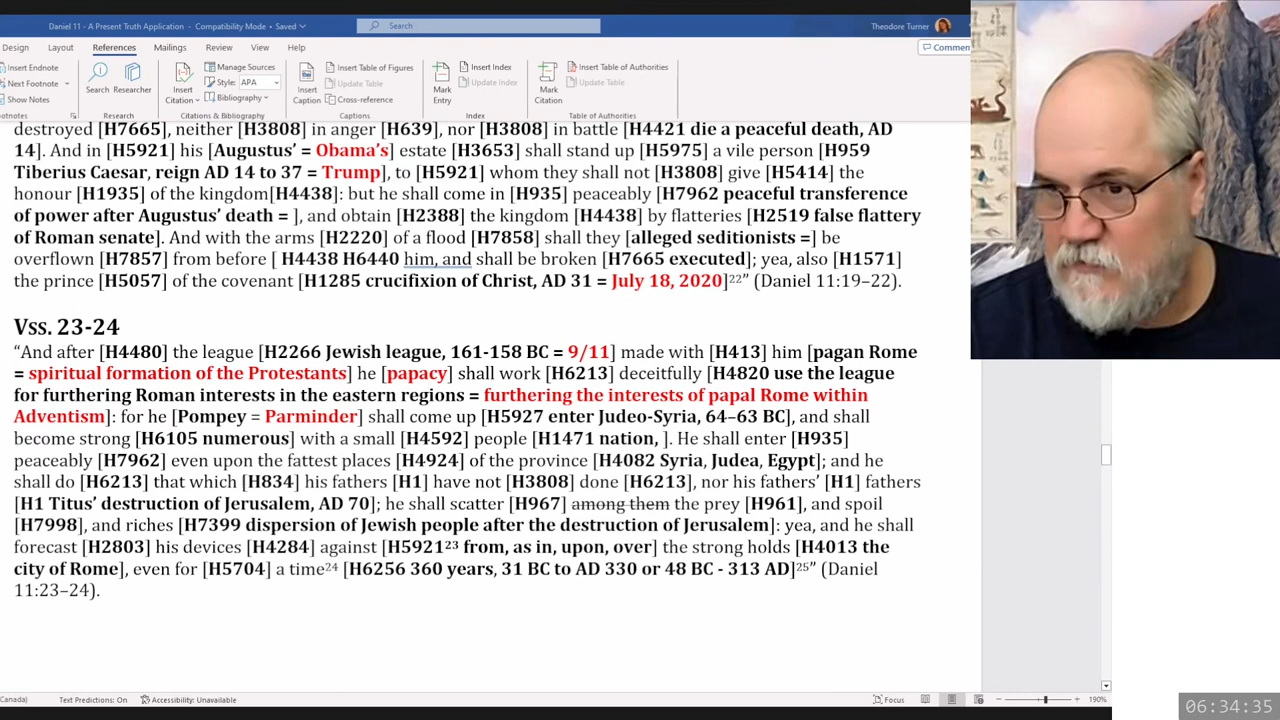 Daniel 11 - A Present Truth Application - Compatibility Mode • Saved
Search
Theodore Turner
Design Layout References Mailings Review View Help
Commen
Insert Endnote
Next Footnote
Show Notes
Search Researcher
Research
Insert Citation
Manage Sources
Style: APA
Bibliography
Citations & Bibliography
Insert Caption
Insert Table of Figures
Update Table
Cross-reference
Captions
Mark Entry
Insert Index
Update Index
Index
Mark Citation
Insert Table of Authorities
Update Table
Table of Authorities
destroyed [H7665], neither [H3808] in anger [H639], nor [H3808] in battle [H4421 die a peaceful death, AD
14]. And in [H5921] his [Augustus’ = Obama’s] estate [H3653] shall stand up [H5975] a vile person [H959
Tiberius Caesar, reign AD 14 to 37 = Trump], to [H5921] whom they shall not [H3808] give [H5414] the
honour [H1935] of the kingdom[H4438]: but he shall come in [H935] peaceably [H7962 peaceful transference
of power after Augustus’ death = ], and obtain [H2388] the kingdom [H4438] by flatteries [H2519 false flattery
of Roman senate]. And with the arms [H2220] of a flood [H7858] shall they [alleged seditionists =] be
overflown [H7857] from before [ H4438 H6440 him, and shall be broken [H7665 executed]; yea, also [H1571]
the prince [H5057] of the covenant [H1285 crucifixion of Christ, AD 31 = July 18, 2020]22” (Daniel 11:19–22).
Vss. 23-24
“And after [H4480] the league [H2266 Jewish league, 161-158 BC = 9/11] made with [H413] him [pagan Rome
= spiritual formation of the Protestants] he [papacy] shall work [H6213] deceitfully [H4820 use the league
for furthering Roman interests in the eastern regions = furthering the interests of papal Rome within
Adventism]: for he [Pompey = Parminder] shall come up [H5927 enter Judeo-Syria, 64–63 BC], and shall
become strong [H6105 numerous] with a small [H4592] people [H1471 nation, ]. He shall enter [H935]
peaceably [H7962] even upon the fattest places [H4924] of the province [H4082 Syria, Judea, Egypt]; and he
shall do [H6213] that which [H834] his fathers [H1] have not [H3808] done [H6213], nor his fathers’ [H1] fathers
[H1 Titus’ destruction of Jerusalem, AD 70]; he shall scatter [H967] among them the prey [H961], and spoil
[H7998], and riches [H7399 dispersion of Jewish people after the destruction of Jerusalem]: yea, and he shall
forecast [H2803] his devices [H4284] against [H592123 from, as in, upon, over] the strong holds [H4013 the
city of Rome], even for [H5704] a time24 [H6256 360 years, 31 BC to AD 330 or 48 BC - 313 AD]25” (Daniel
11:23–24).
Canada) Text Predictions: On Accessibility: Unavailable Focus 190%
06:34:35